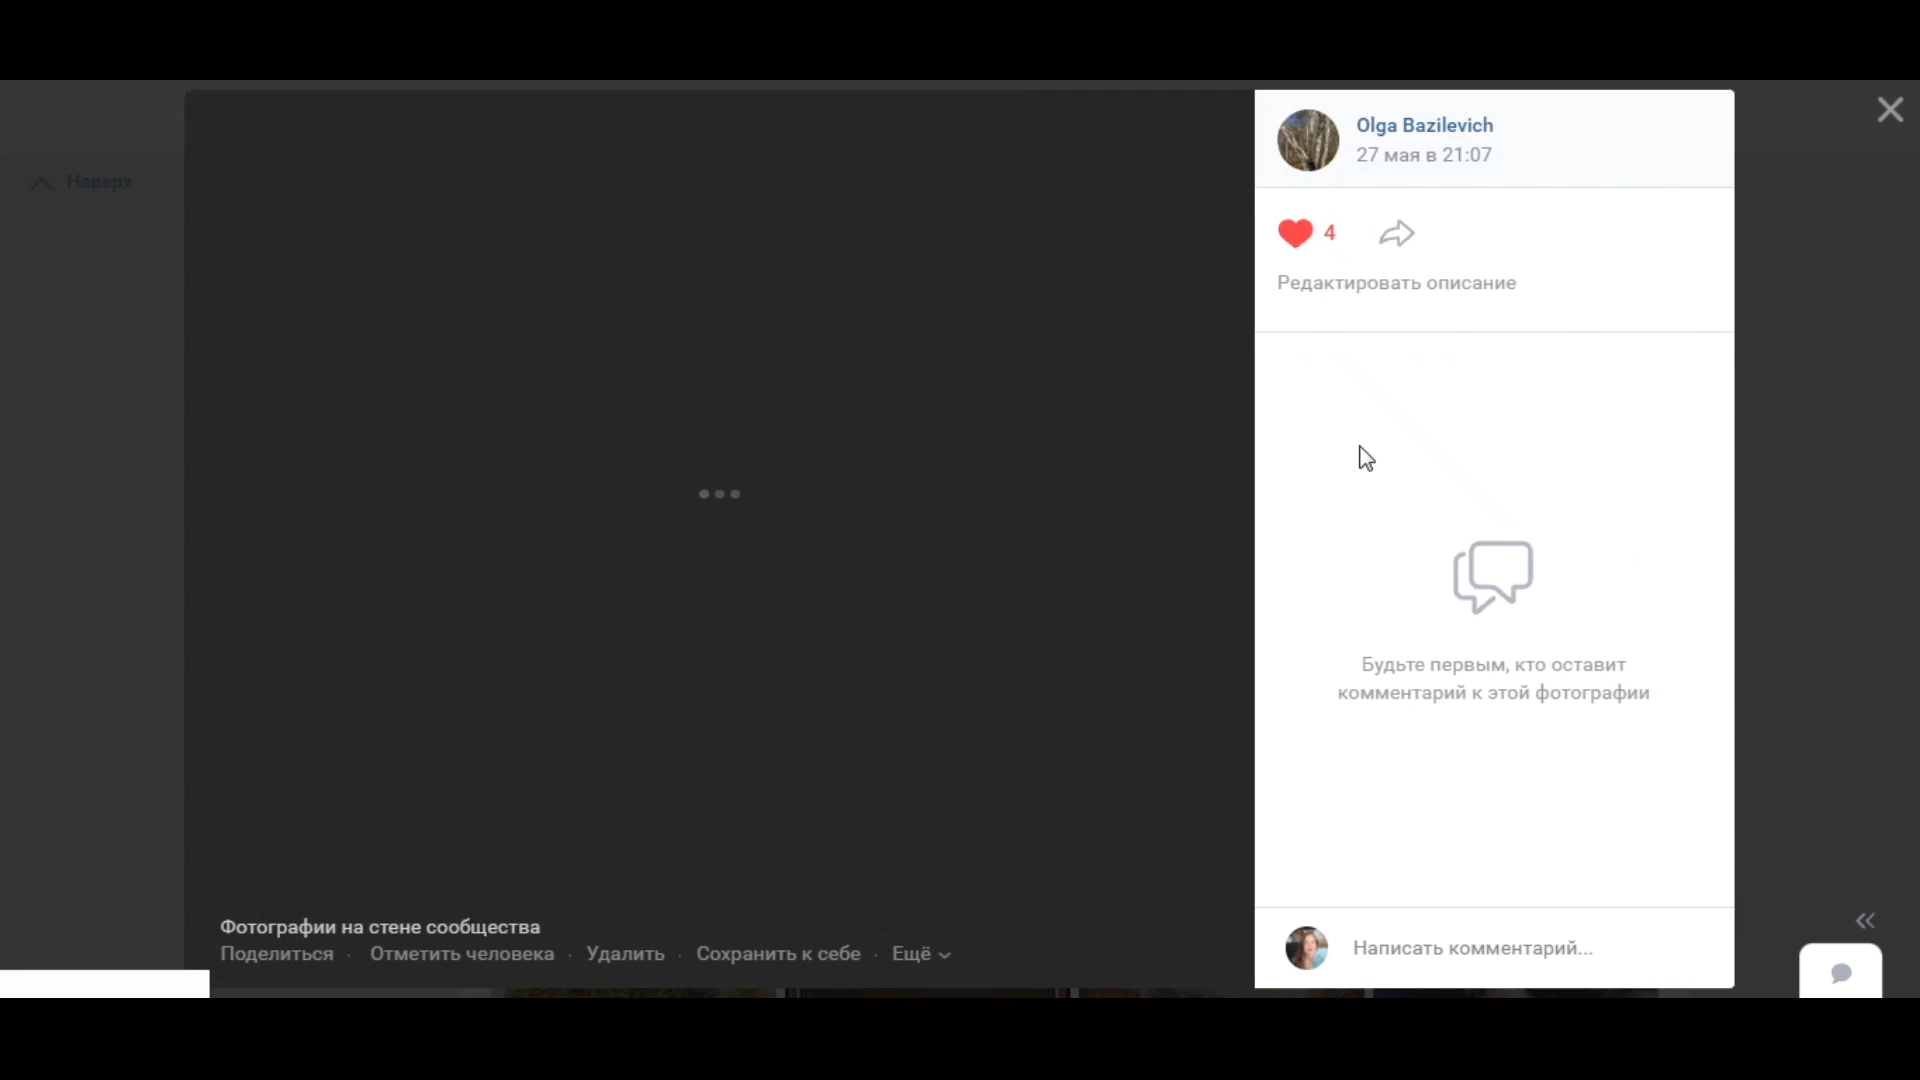 Наверх
Olga Bazilevich
27 мая в 21:07
4
Редактировать описание
Будьте первым, кто оставит
комментарий к этой фотографии
Фотографии на стене сообщества
Поделиться · Отметить человека · Удалить · Сохранить к себе · Ещё
Написать комментарий...